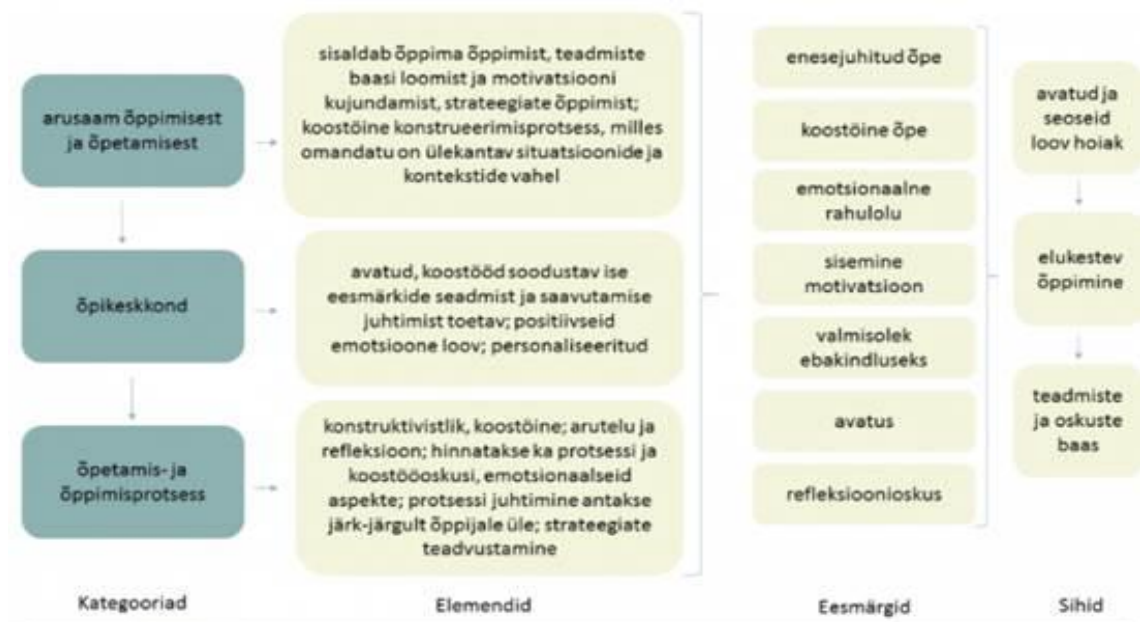 arusaam õppimisest
ja õpetamisest
sisaldab õppima õppimist, teadmiste
baasi loomist ja motivatsiooni
kujundamist, strateegiate õppimist;
koostöine konstrueerimisprotsess, milles
omandatu on ülekantav situatsioonide ja
kontekstide vahel
õpikeskkond
avatud, koostööd soodustav ise
eesmärkide seadmist ja saavutamise
juhtimist toetav; positiivseid
emotsioone loov; personaliseeritud
õpetamis- ja
õppimisprotsess
konstruktivistlik, koostöine; arutelu ja
refleksioon; hinnatakse ka protsessi ja
koostööoskusi, emotsionaalseid
aspekte; protsessi juhtimine antakse
järk-järgult õppijale üle; strateegiate
teadvustamine
enesejuhitud õpe
koostöine õpe
emotsionaalne
rahulolu
sisemine
motivatsioon
valmisolek
ebakindluseks
avatus
refleksioonioskus
avatud ja
seoseid
loov hoiak
elukestev
õppimine
teadmiste
ja oskuste
baas
Kategooriad
Elemendid
Eesmärgid
Sihid